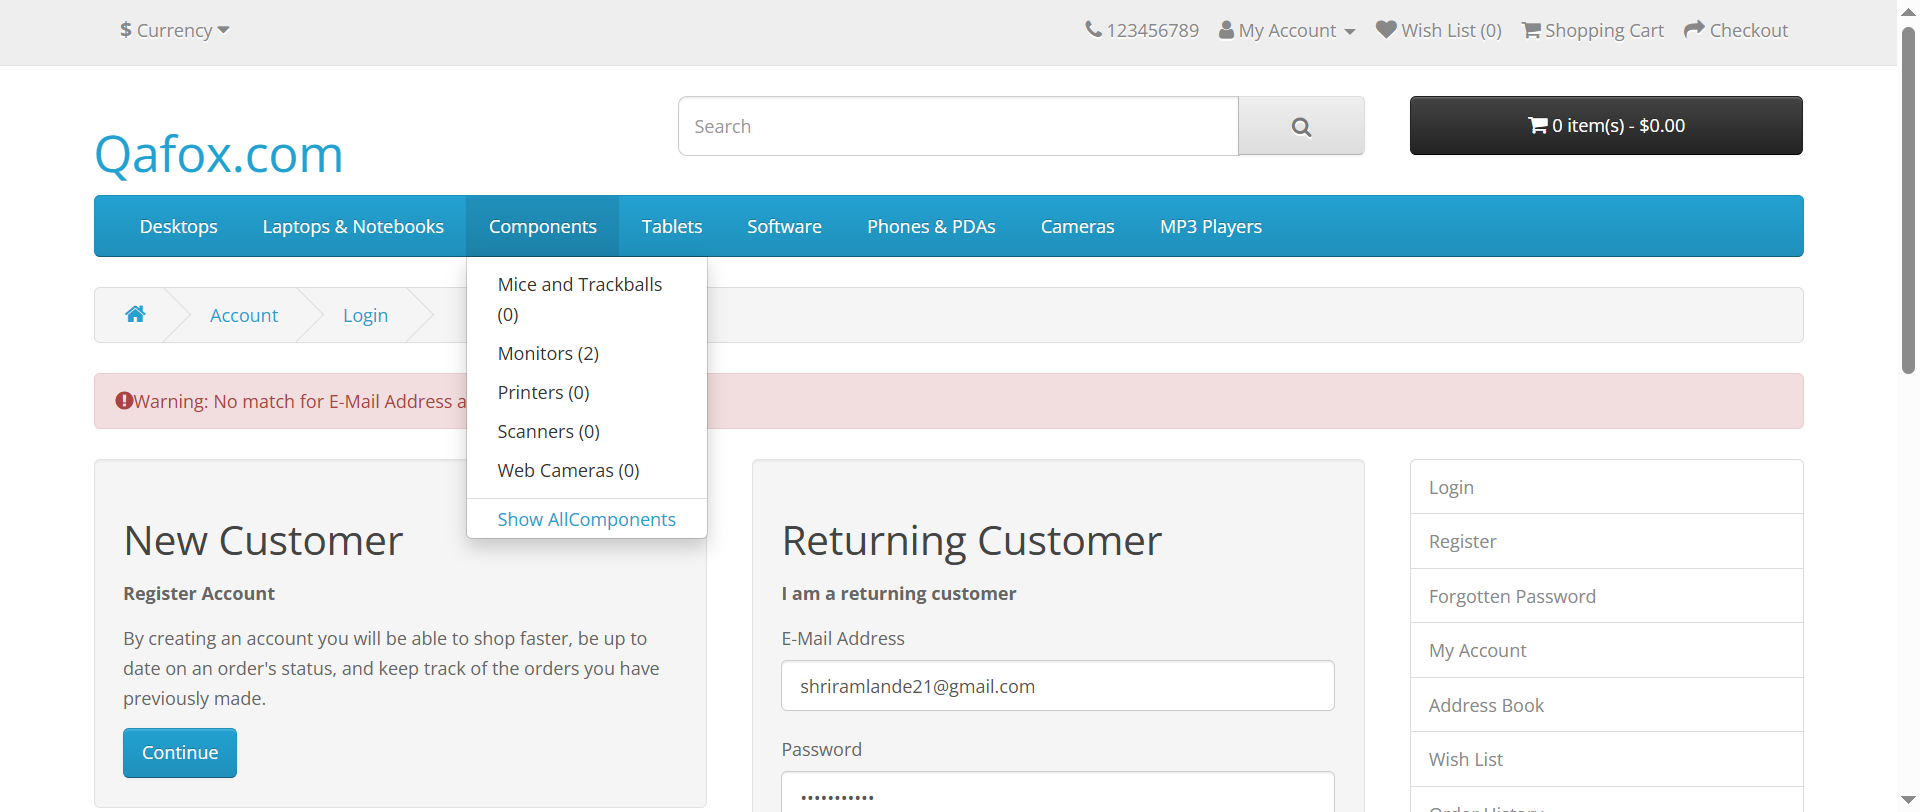 $ Currency
123456789 My Account Wish List (0) Shopping Cart Checkout
Qafox.com
Search
0 item(s) - $0.00
Desktops Laptops & Notebooks Components Tablets Software Phones & PDAs Cameras MP3 Players
Mice and Trackballs
(0)
Monitors (2)
Printers (0)
Scanners (0)
Web Cameras (0)
Show AllComponents
Account Login
Warning: No match for E-Mail Address a
New Customer
Register Account
By creating an account you will be able to shop faster, be up to
date on an order's status, and keep track of the orders you have
previously made.
Continue
Returning Customer
I am a returning customer
E-Mail Address
shriramlande21@gmail.com
Password
Login
Register
Forgotten Password
My Account
Address Book
Wish List
Order History